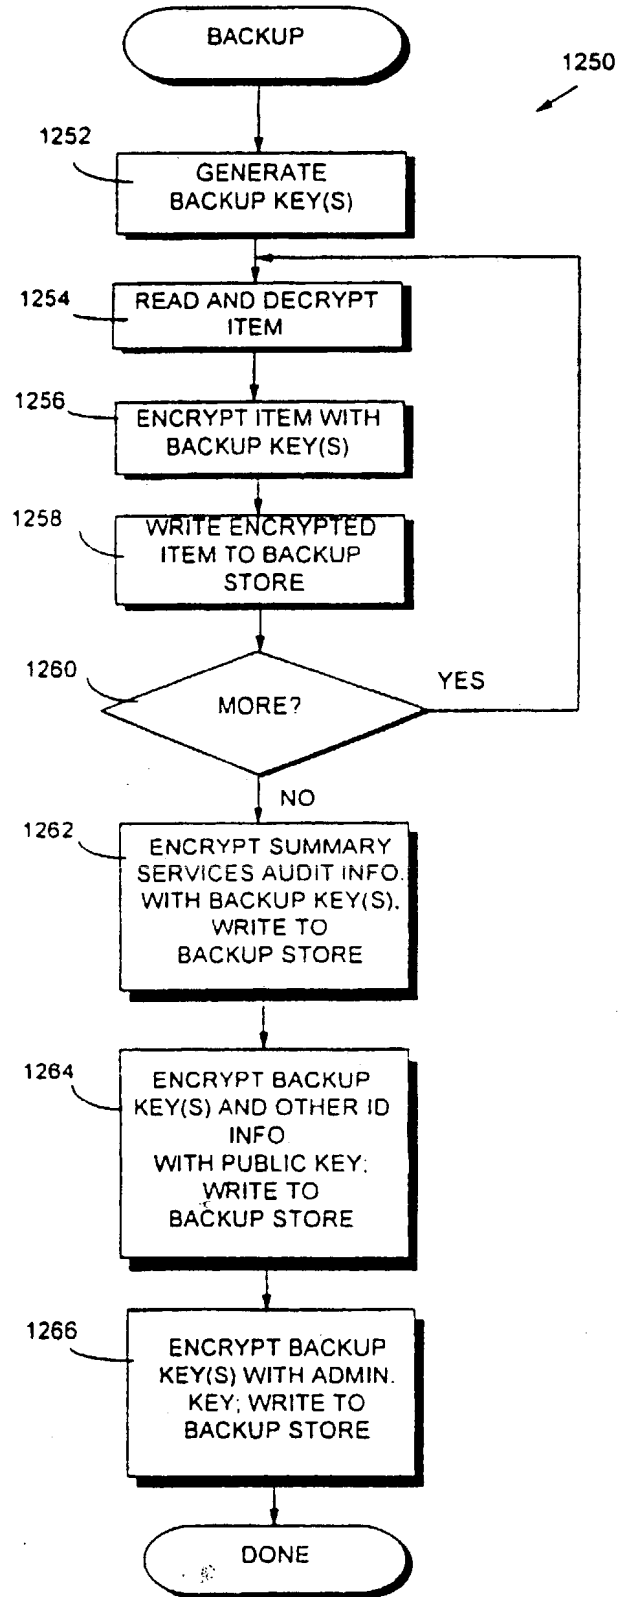 BACKUP
1250
1252
GENERATE
BACKUP KEY(S)
1254
READ AND DECRYPT
ITEM
1256
ENCRYPT ITEM WITH
BACKUP KEY(S)
1258
WRITE ENCRYPTED
ITEM TO BACKUP
STORE
1260
MORE?
YES
NO
1262
ENCRYPT SUMMARY
SERVICES AUDIT INFO.
WITH BACKUP KEY(S).
WRITE TO
BACKUP STORE
1264
ENCRYPT BACKUP
KEY(S) AND OTHER ID
INFO
WITH PUBLIC KEY;
WRITE TO
BACKUP STORE
1266
ENCRYPT BACKUP
KEY(S) WITH ADMIN.
KEY; WRITE TO
BACKUP STORE
DONE